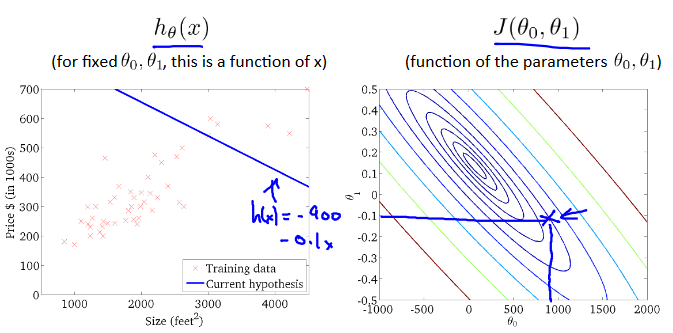 hθ(x)
(for fixed θ0, θ1, this is a function of x)
J(θ0, θ1)
(function of the parameters θ0, θ1)
700
600
500
400
300
200
100
0
Price $ (in 1000s)
1000
2000
3000
4000
Size (feet²)
Training data
Current hypothesis
h(x) = -900
- 0.1x
0.5
0.4
0.3
0.2
0.1
0
-0.1
-0.2
-0.3
-0.4
-0.5
θ1
-1000
-500
0
500
1000
1500
2000
θ0